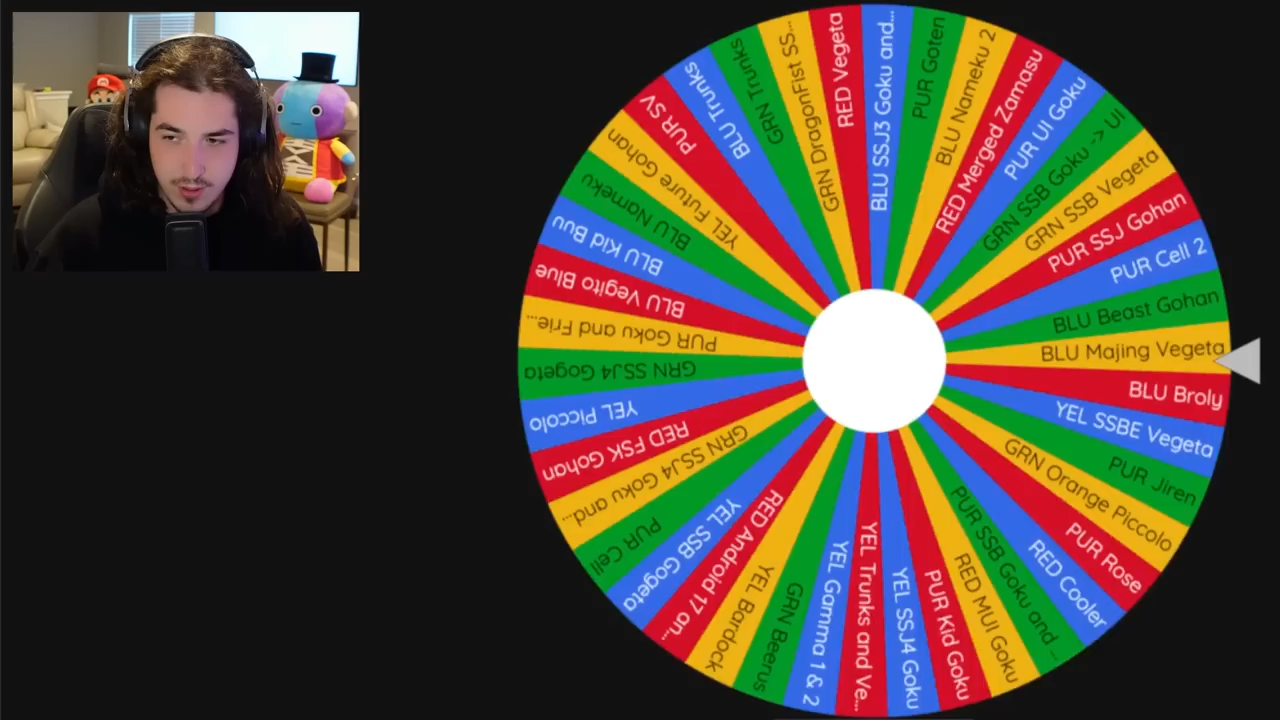 BLU SSJ3 Goku and...
PUR Goten
BLU Nameku 2
RED Merged Zamasu
PUR UI Goku
GRN SSB Goku -> UI
GRN SSB Vegeta
PUR SSJ Gohan
PUR Cell 2
BLU Beast Gohan
BLU Majing Vegeta
BLU Broly
YEL SSBE Vegeta
PUR Jiren
GRN Orange Piccolo
PUR Rose
RED Cooler
PUR SSB Goku and ...
RED MUI Goku
PUR Kid Goku
YEL SSJ4 Goku
YEL Trunks and Ve...
YEL Gamma 1 & 2
GRN Beerus
YEL Bardock
RED Android 17 an...
YEL SSB Gogeta
PUR Cell
GRN SSJ4 Goku and...
RED FSK Gohan
YEL Piccolo
GRN SSJ4 Gogeta
PUR Goku and Frie...
BLU Vegito Blue
BLU Kid Buu
BLU Nameku
YEL Future Gohan
PUR SV
BLU Trunks
GRN Trunks
GRN DragonFist SS...
RED Vegeta